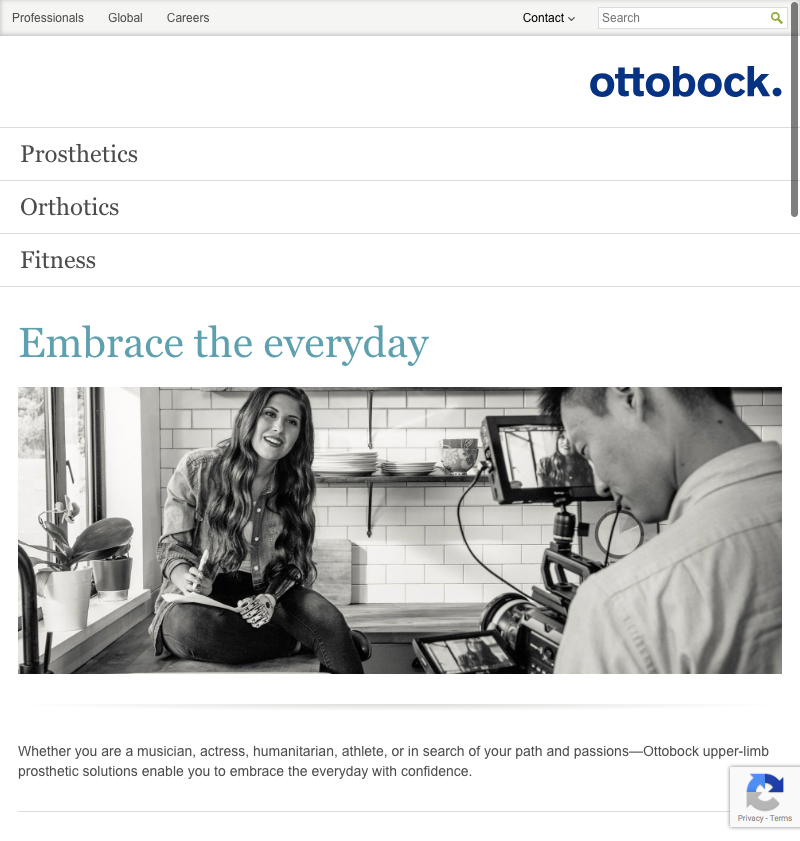 Professionals Global Careers Contact Search
ottobock.
Prosthetics
Orthotics
Fitness
Embrace the everyday
Whether you are a musician, actress, humanitarian, athlete, or in search of your path and passions—Ottobock upper-limb
prosthetic solutions enable you to embrace the everyday with confidence.
Privacy - Terms